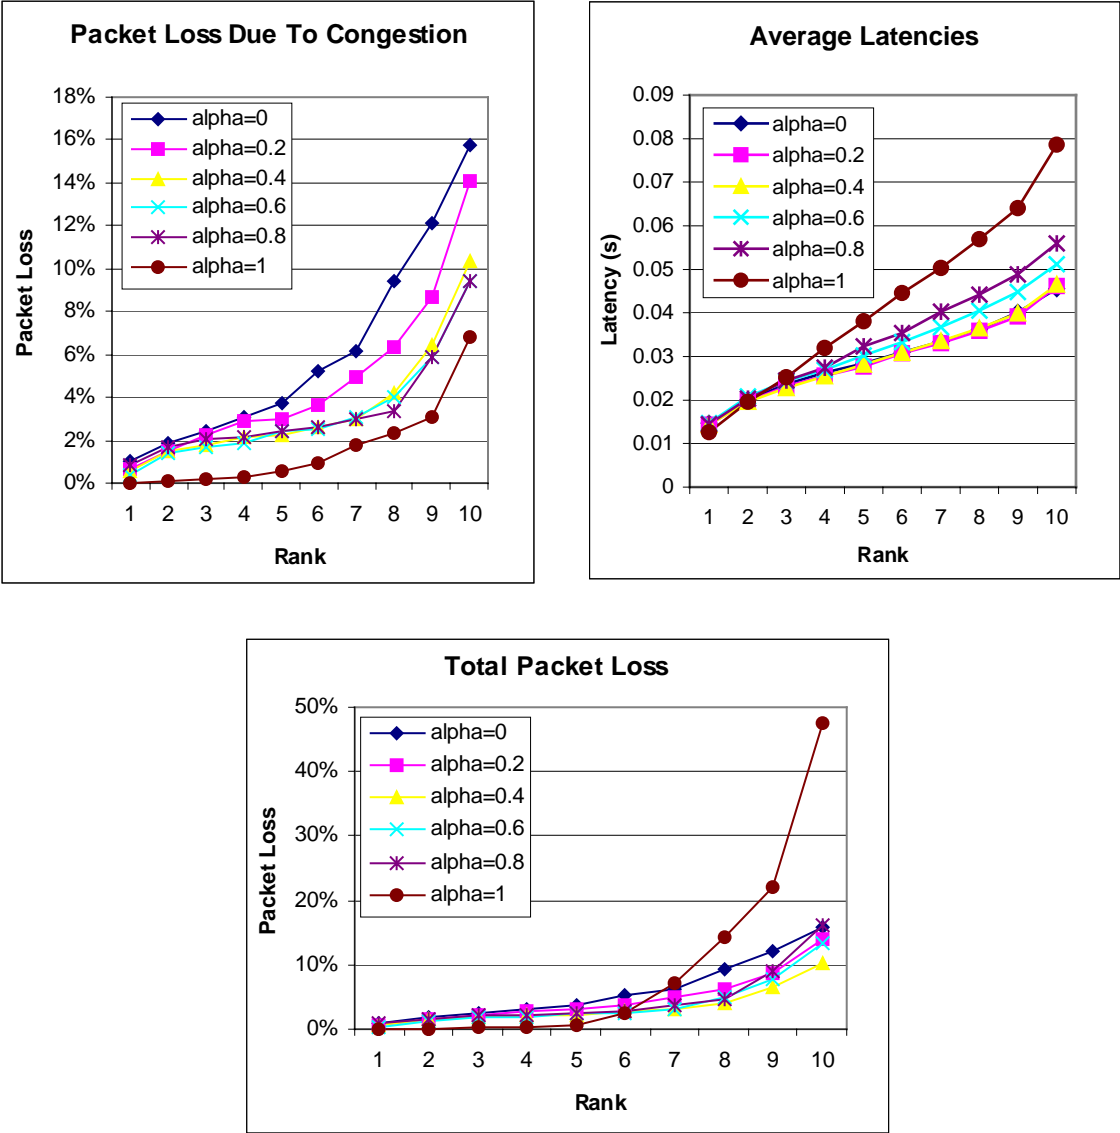 Packet Loss Due To Congestion
18%
16%
14%
12%
10%
8%
6%
4%
2%
0%
Packet Loss
alpha=0
alpha=0.2
alpha=0.4
alpha=0.6
alpha=0.8
alpha=1
1 2 3 4 5 6 7 8 9 10
Rank
Average Latencies
0.09
0.08
0.07
0.06
0.05
0.04
0.03
0.02
0.01
0
Latency (s)
alpha=0
alpha=0.2
alpha=0.4
alpha=0.6
alpha=0.8
alpha=1
1 2 3 4 5 6 7 8 9 10
Rank
Total Packet Loss
50%
40%
30%
20%
10%
0%
Packet Loss
alpha=0
alpha=0.2
alpha=0.4
alpha=0.6
alpha=0.8
alpha=1
1 2 3 4 5 6 7 8 9 10
Rank